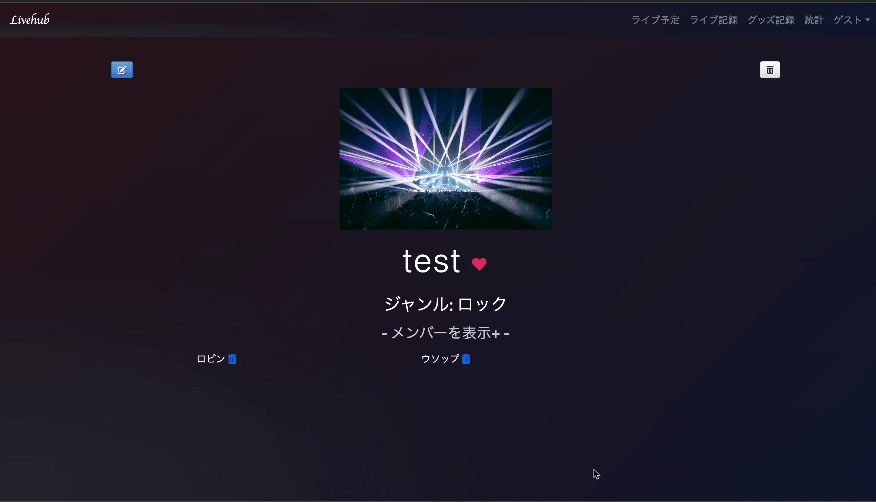 Livehub
ライブ予定 ライブ記録 グッズ記録 統計 ゲスト
test
ジャンル: ロック
- メンバーを表示+ -
ロビン ウソップ